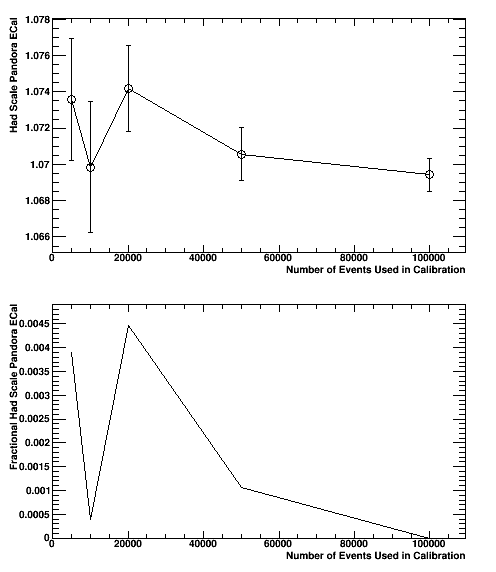 Had Scale Pandora ECal
1.078
1.076
1.074
1.072
1.07
1.068
1.066
0 20000 40000 60000 80000 100000
Number of Events Used in Calibration
Fractional Had Scale Pandora ECal
0.0045
0.004
0.0035
0.003
0.0025
0.002
0.0015
0.001
0.0005
0
0 20000 40000 60000 80000 100000
Number of Events Used in Calibration